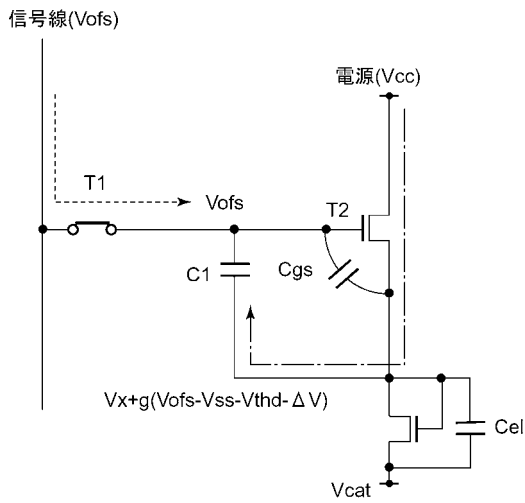 信号線(Vofs)
電源(Vcc)
T1
Vofs
T2
C1
Cgs
Vx+g(Vofs-Vss-Vthd-ΔV)
Cel
Vcat